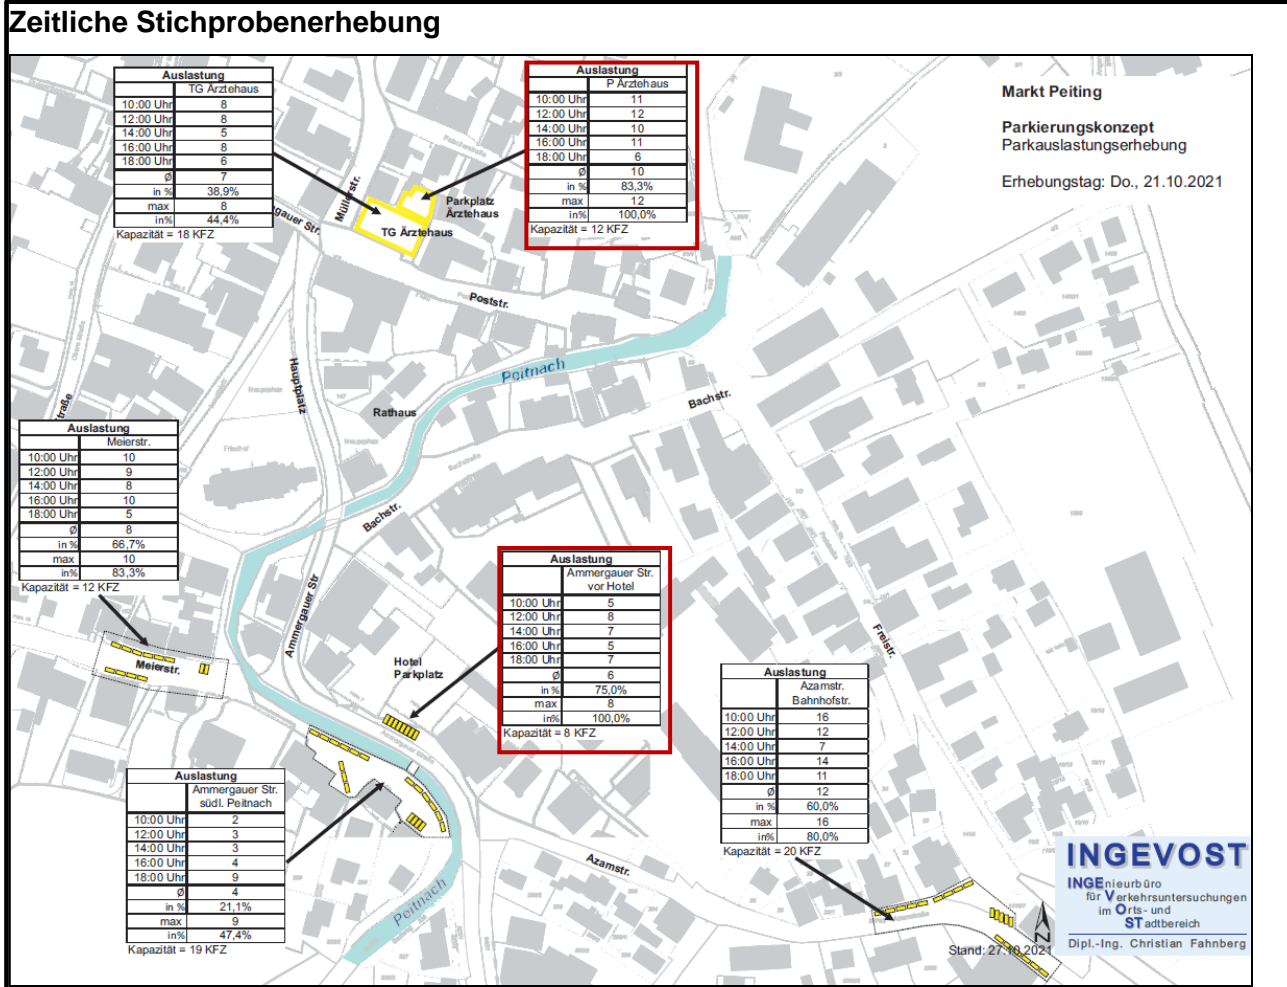 Zeitliche Stichprobenerhebung
Auslastung
TG Ärztehaus
10:00 Uhr 8
12:00 Uhr 8
14:00 Uhr 5
16:00 Uhr 8
18:00 Uhr 6
Ø 7
in % 38,9%
max 8
in% 44,4%
Kapazität = 18 KFZ
Auslastung
P Ärztehaus
10:00 Uhr 11
12:00 Uhr 12
14:00 Uhr 10
16:00 Uhr 11
18:00 Uhr 6
Ø 10
in % 83,3%
max 12
in% 100,0%
Kapazität = 12 KFZ
Markt Peiting
Parkierungskonzept
Parkauslastungserhebung
Erhebungstag: Do., 21.10.2021
Müllerstr.
Parkplatz
Ärztehaus
TG Ärztehaus
gauer Str.
Poststr.
Hauptplatz
Peitnach
Rathaus
Bachstr.
traße
Auslastung
Meierstr.
10:00 Uhr 10
12:00 Uhr 9
14:00 Uhr 8
16:00 Uhr 10
18:00 Uhr 5
Ø 8
in % 66,7%
max 10
in% 83,3%
Kapazität = 12 KFZ
Bachstr.
Ammergauer Str
Auslastung
Ammergauer Str.
vor Hotel
10:00 Uhr 5
12:00 Uhr 8
14:00 Uhr 7
16:00 Uhr 5
18:00 Uhr 7
Ø 6
in % 75,0%
max 8
in% 100,0%
Kapazität = 8 KFZ
Freistr.
Meierstr.
Hotel
Parkplatz
Auslastung
Azamstr.
Bahnhofstr.
10:00 Uhr 16
12:00 Uhr 12
14:00 Uhr 7
16:00 Uhr 14
18:00 Uhr 11
Ø 12
in % 60,0%
max 16
in% 80,0%
Kapazität = 20 KFZ
Auslastung
Ammergauer Str.
südl. Peitnach
10:00 Uhr 2
12:00 Uhr 3
14:00 Uhr 3
16:00 Uhr 4
18:00 Uhr 9
Ø 4
in % 21,1%
max 9
in% 47,4%
Kapazität = 19 KFZ
Azamstr.
Peitnach
INGEVOST
INGEnieurbüro
für Verkehrsuntersuchungen
im Orts- und
STadtbereich
Dipl.-Ing. Christian Fahnberg
N
Stand: 27.10.2021